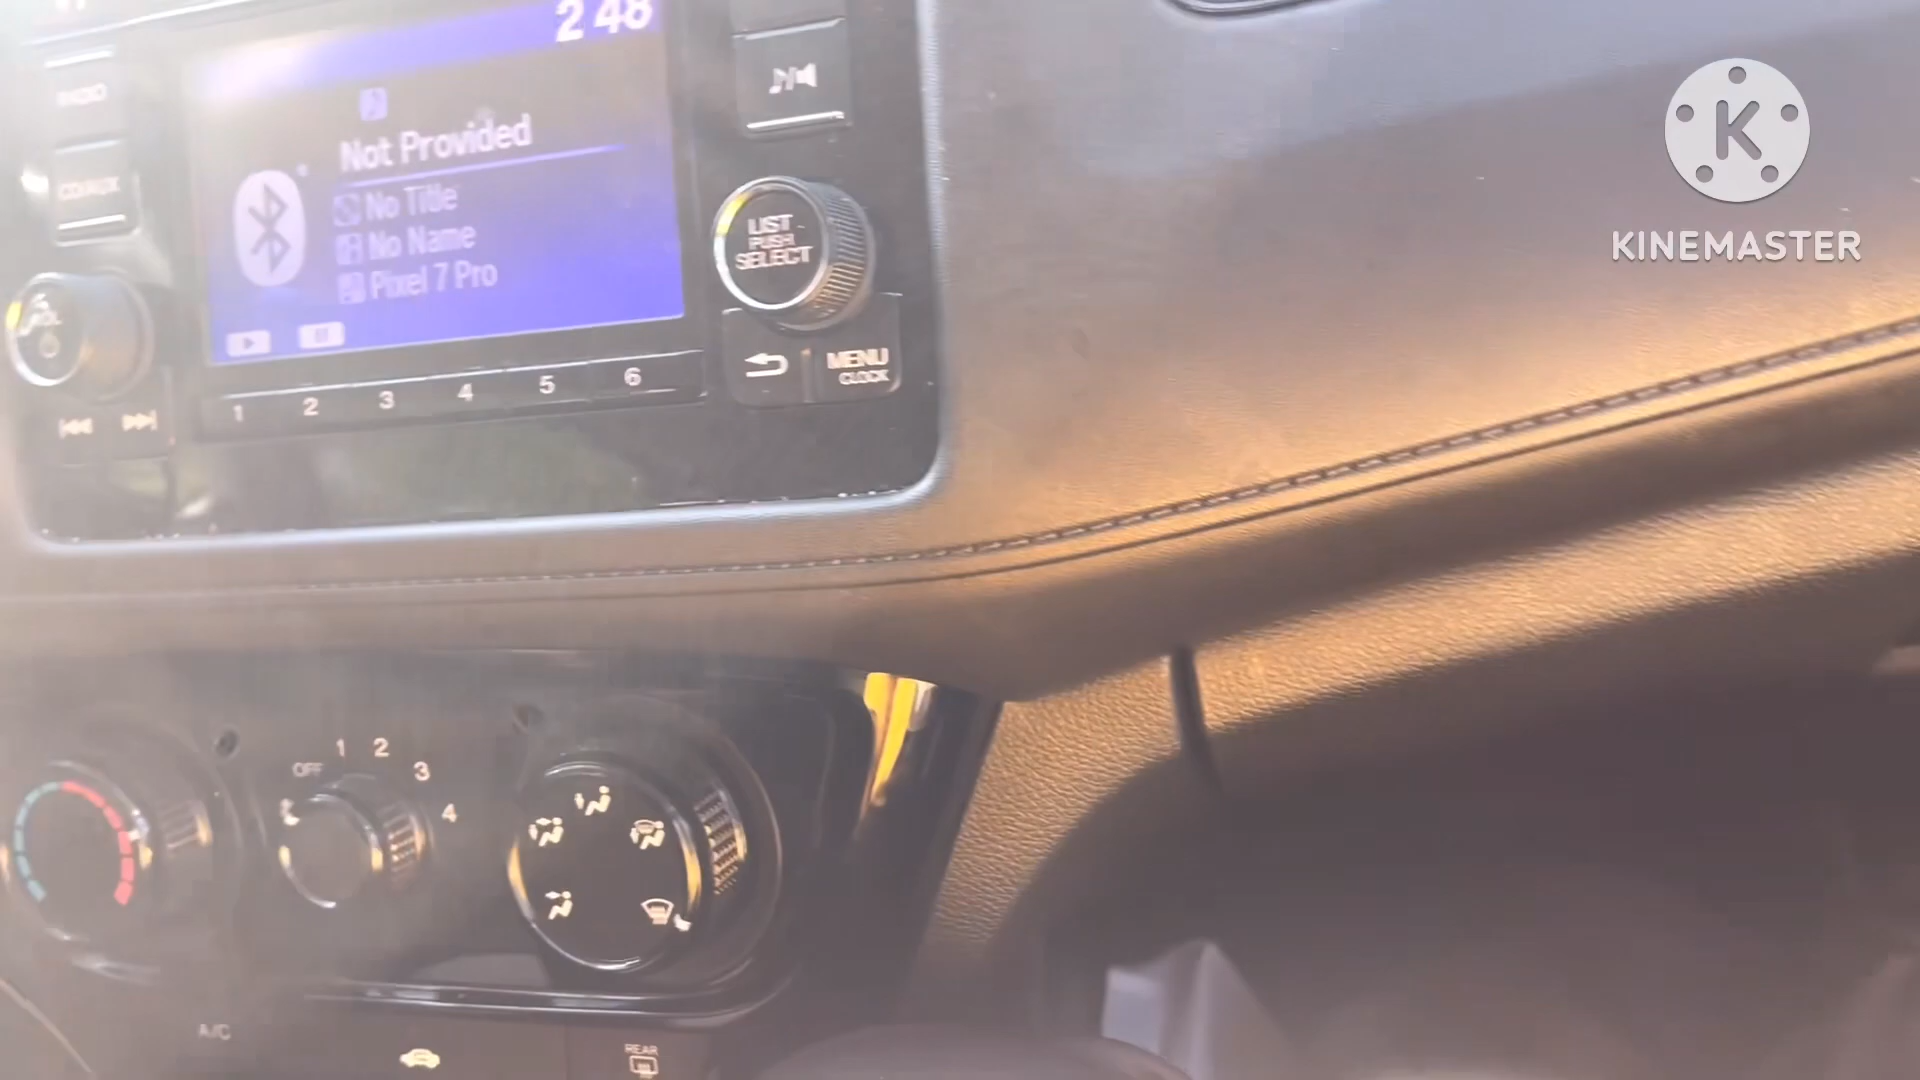 2 48
RADIO
Not Provided
CD/AUX
No Title
No Name
Pixel 7 Pro
LIST
PUSH
SELECT
VOL
MENU
CLOCK
1 2 3 4 5 6
K
KINEMASTER
OFF 1 2 3 4
A/C
REAR